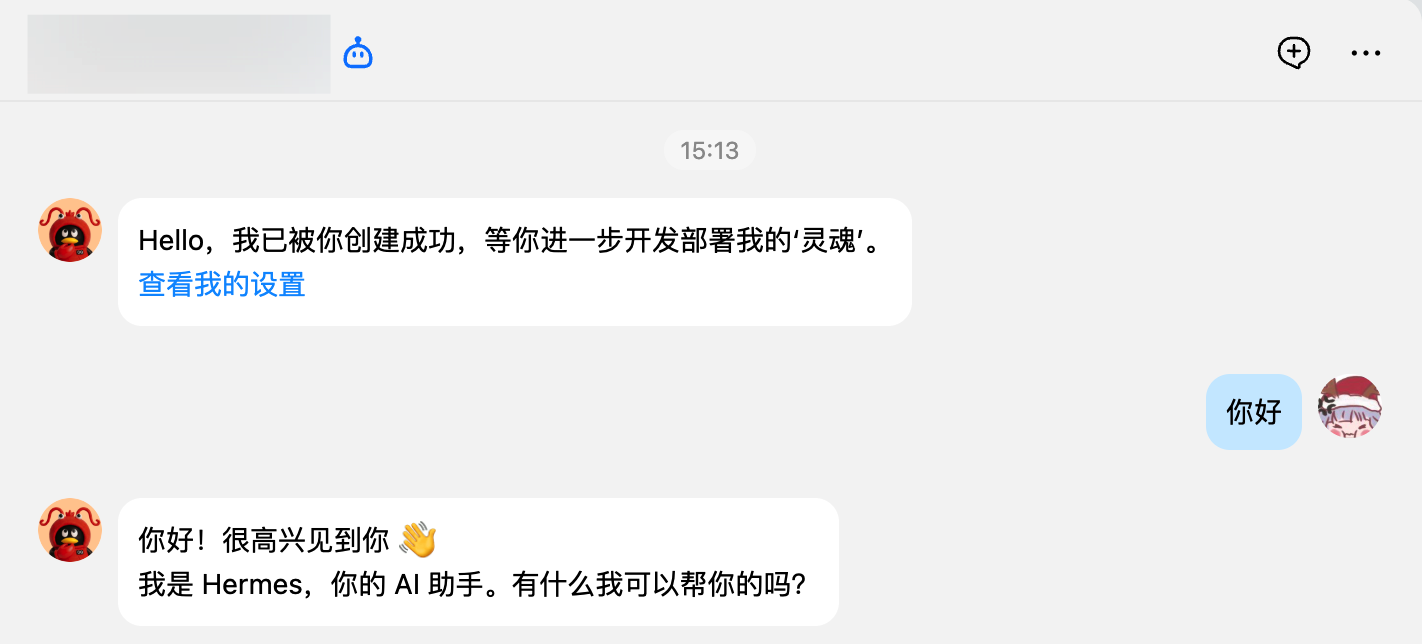 15:13
Hello，我已被你创建成功，等你进一步开发部署我的‘灵魂’。
查看我的设置
你好
你好！很高兴见到你 👋
我是 Hermes，你的 AI 助手。有什么我可以帮你的吗？